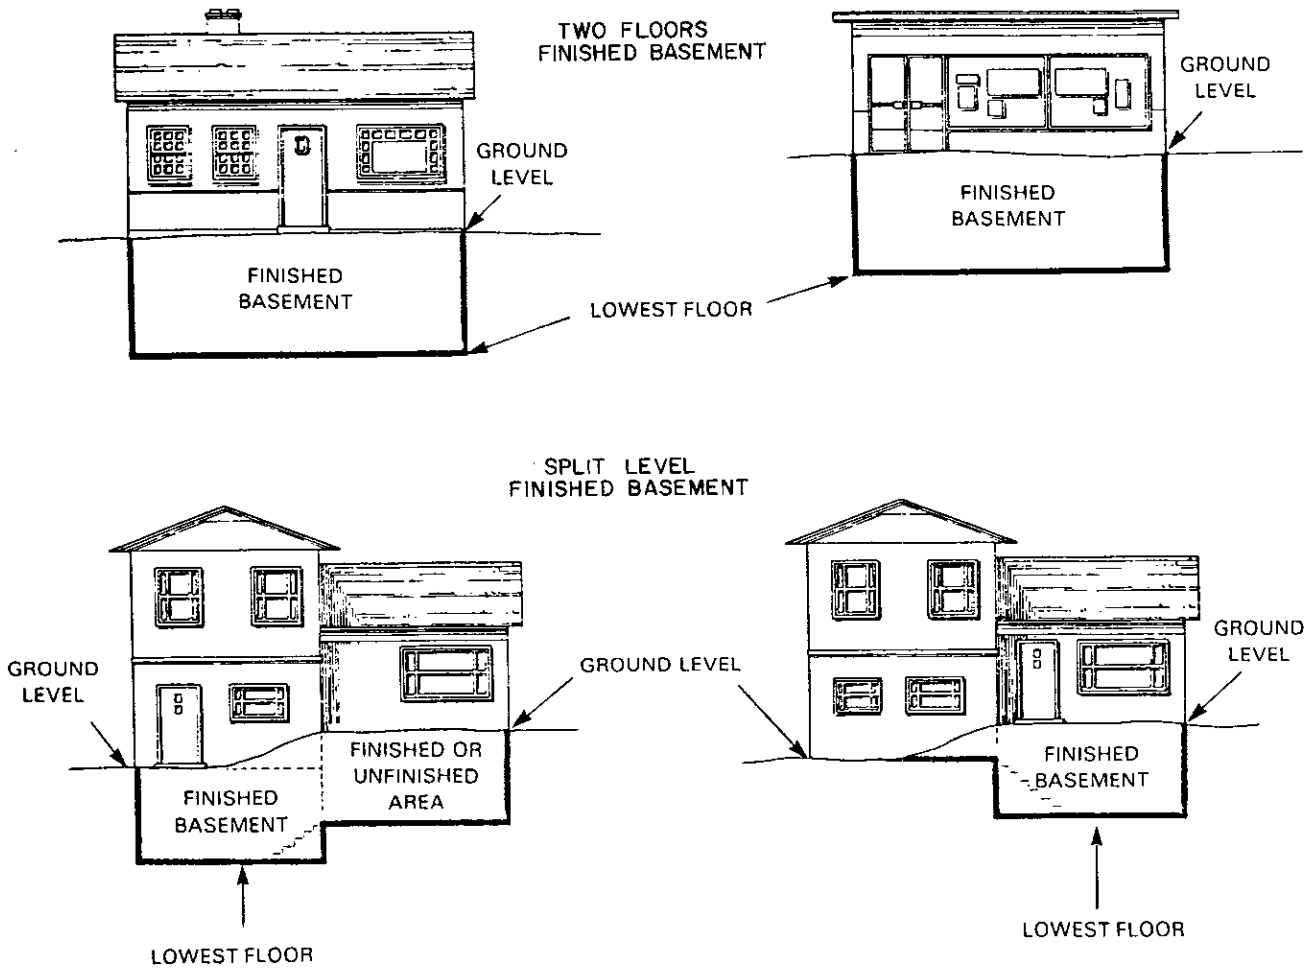 TWO FLOORS
FINISHED BASEMENT
GROUND
LEVEL
GROUND
LEVEL
FINISHED
BASEMENT
FINISHED
BASEMENT
LOWEST FLOOR
SPLIT LEVEL
FINISHED BASEMENT
GROUND
LEVEL
GROUND LEVEL
GROUND
LEVEL
FINISHED OR
UNFINISHED
AREA
FINISHED
BASEMENT
FINISHED
BASEMENT
LOWEST FLOOR
LOWEST FLOOR